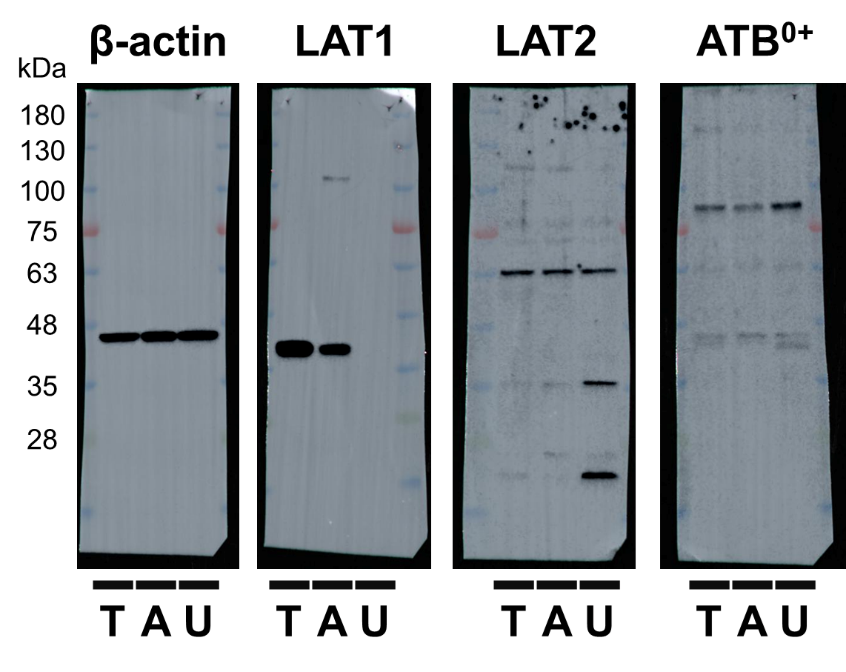 β-actin LAT1 LAT2 ATB⁰⁺
kDa
180
130
100
75
63
48
35
28
T A U T A U T A U T A U